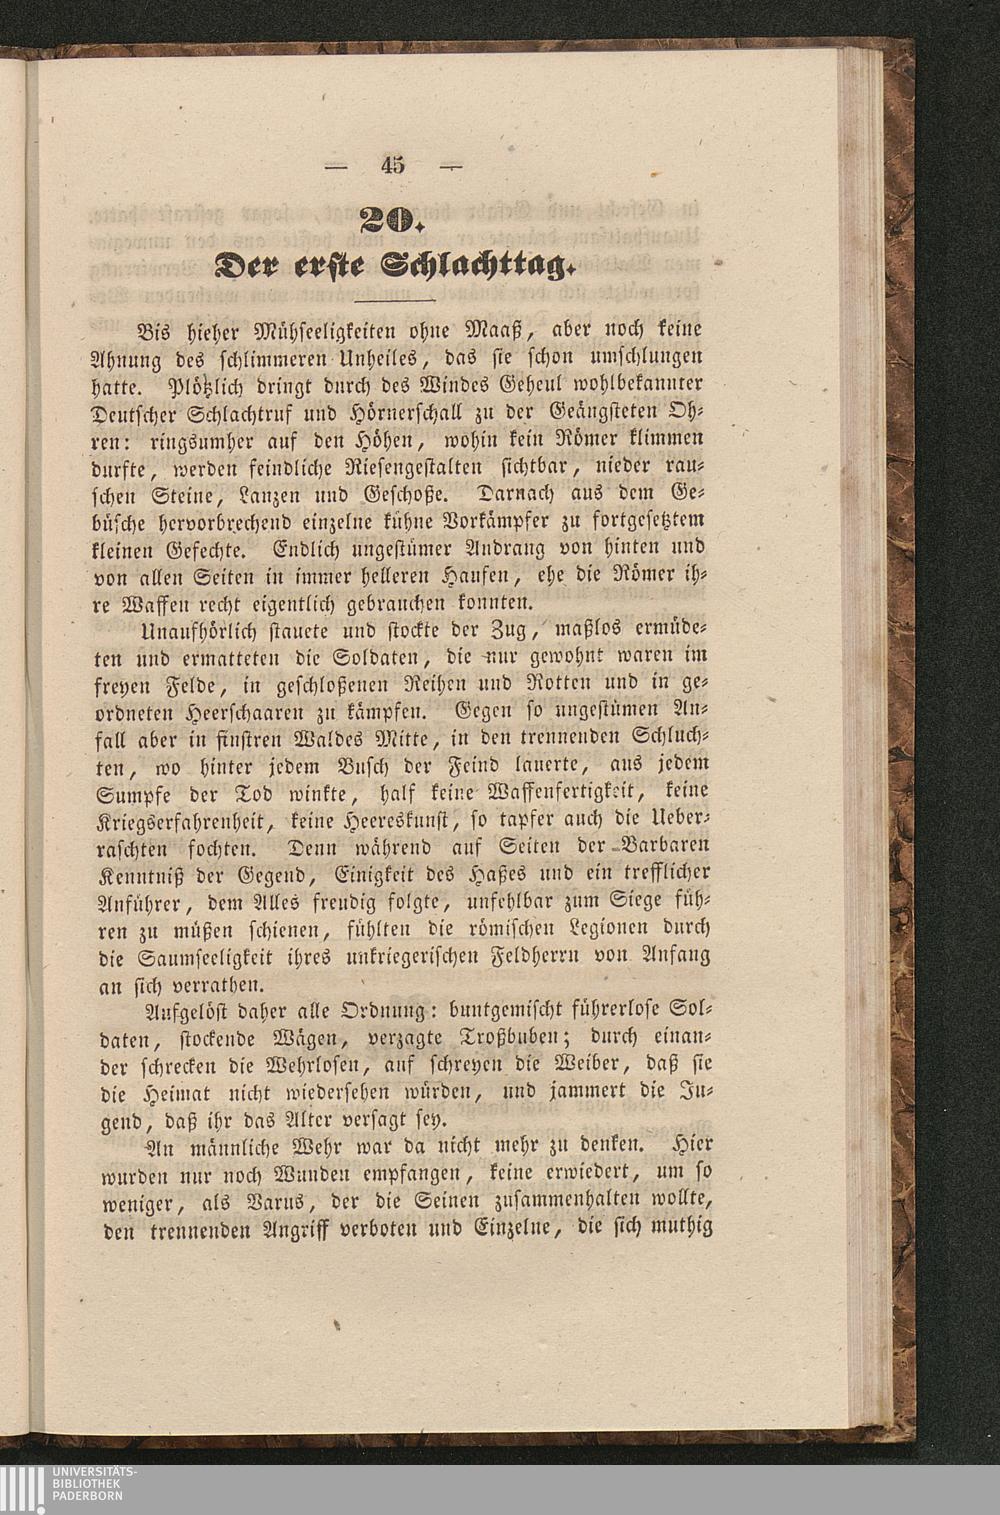 — 45 —
20.
Der erste Schlachttag.
Bis hieher Mühseeligkeiten ohne Maaß, aber noch keine
Ahnung des schlimmeren Unheiles, das sie schon umschlungen
hatte. Plötzlich dringt durch des Windes Geheul wohlbekannter
Deutscher Schlachtruf und Hörnerschall zu der Geängsteten Oh-
ren: ringsumher auf den Höhen, wohin kein Römer klimmen
durfte, werden feindliche Riesengestalten sichtbar, nieder rau-
schen Steine, Lanzen und Geschoße. Darnach aus dem Ge-
büsche hervorbrechend einzelne kühne Vorkämpfer zu fortgesetztem
kleinen Gefechte. Endlich ungestümer Andrang von hinten und
von allen Seiten in immer helleren Haufen, ehe die Römer ih-
re Waffen recht eigentlich gebrauchen konnten.
Unaufhörlich stauete und stockte der Zug, maßlos ermüde-
ten und ermatteten die Soldaten, die nur gewohnt waren im
freyen Felde, in geschloßenen Reihen und Rotten und in ge-
ordneten Heerschaaren zu kämpfen. Gegen so ungestümen An-
fall aber in finstren Waldes Mitte, in den trennenden Schluch-
ten, wo hinter jedem Busch der Feind lauerte, aus jedem
Sumpfe der Tod winkte, half keine Waffenfertigkeit, keine
Kriegserfahrenheit, keine Heereskunst, so tapfer auch die Ueber-
raschten fochten. Denn während auf Seiten der Barbaren
Kenntniß der Gegend, Einigkeit des Haßes und ein trefflicher
Anführer, dem Alles freudig folgte, unfehlbar zum Siege füh-
ren zu müßen schienen, fühlten die römischen Legionen durch
die Saumseeligkeit ihres unkriegerischen Feldherrn von Anfang
an sich verrathen.
Aufgelöst daher alle Ordnung: buntgemischt führerlose Sol-
daten, stockende Wägen, verzagte Troßbuben; durch einan-
der schrecken die Wehrlosen, auf schreyen die Weiber, daß sie
die Heimat nicht wiedersehen würden, und jammert die Ju-
gend, daß ihr das Alter versagt sey.
An männliche Wehr war da nicht mehr zu denken. Hier
wurden nur noch Wunden empfangen, keine erwiedert, um so
weniger, als Varus, der die Seinen zusammenhalten wollte,
den trennenden Angriff verboten und Einzelne, die sich muthig
UNIVERSITÄTS-
BIBLIOTHEK
PADERBORN